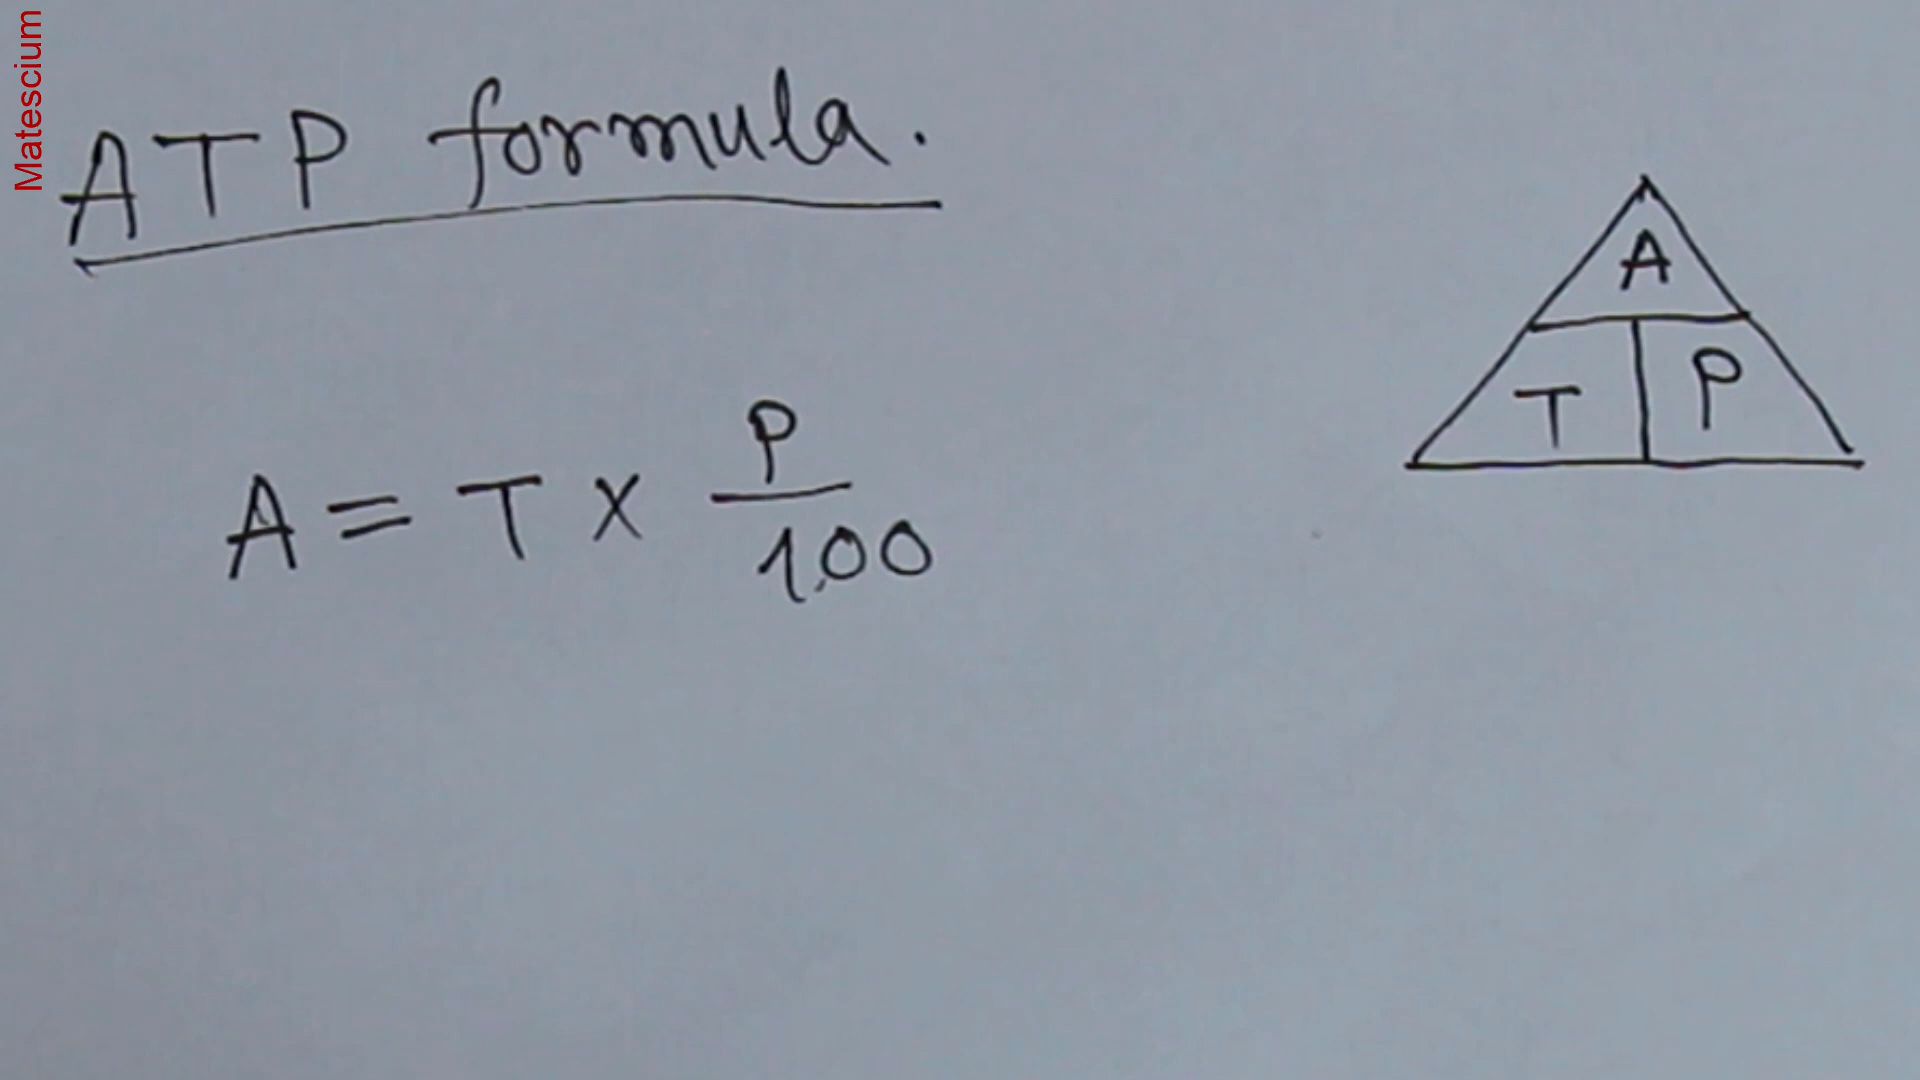 Matescium
ATP formula.
A
T P
A = T x P/100